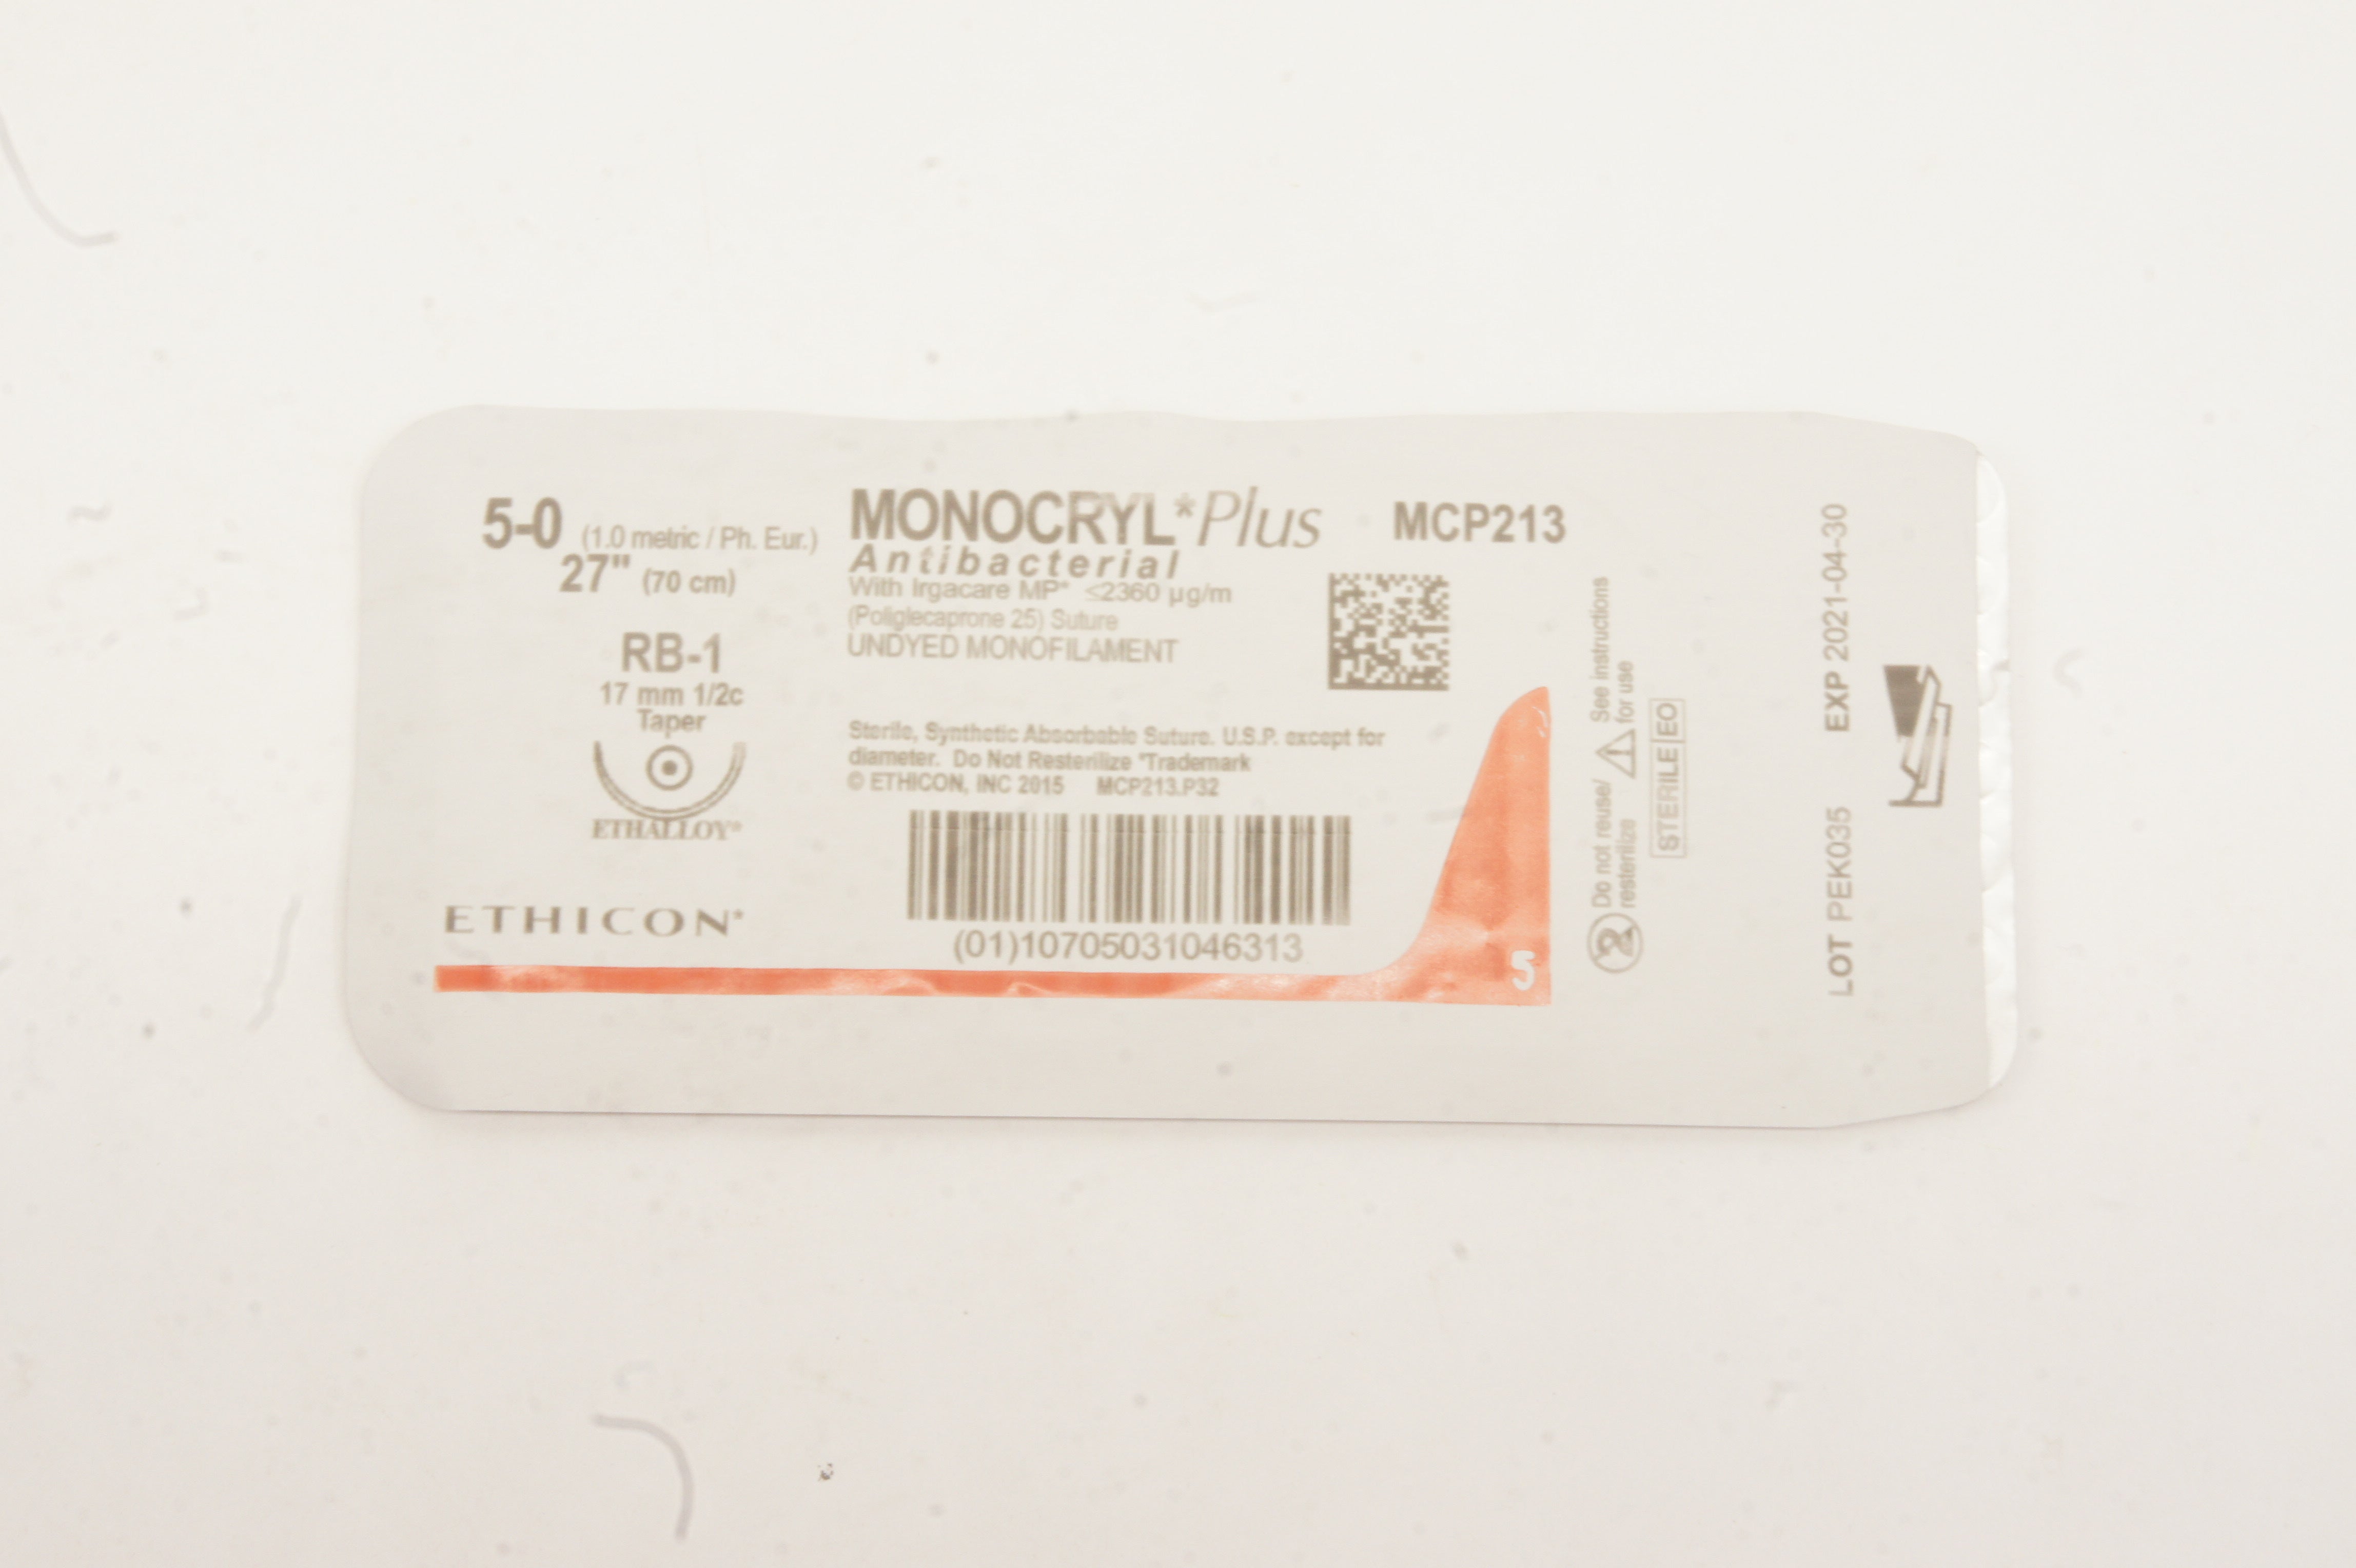 5-0 (1.0 metric / Ph. Eur.)
27" (70 cm)
RB-1
17 mm 1/2c
Taper
ETHALLOY*
ETHICON*
MONOCRYL* Plus
Antibacterial
With Irgacare MP* ≤2360 µg/m
(Poliglecaprone 25) Suture
UNDYED MONOFILAMENT
MCP213
Sterile, Synthetic Absorbable Suture. U.S.P. except for
diameter. Do Not Resterilize *Trademark
© ETHICON, INC 2015 MCP213.P32
(01)10705031046313
5
2 Do not reuse/
resterilize
See instructions
for use
STERILE EO
LOT PEK035 EXP 2021-04-30